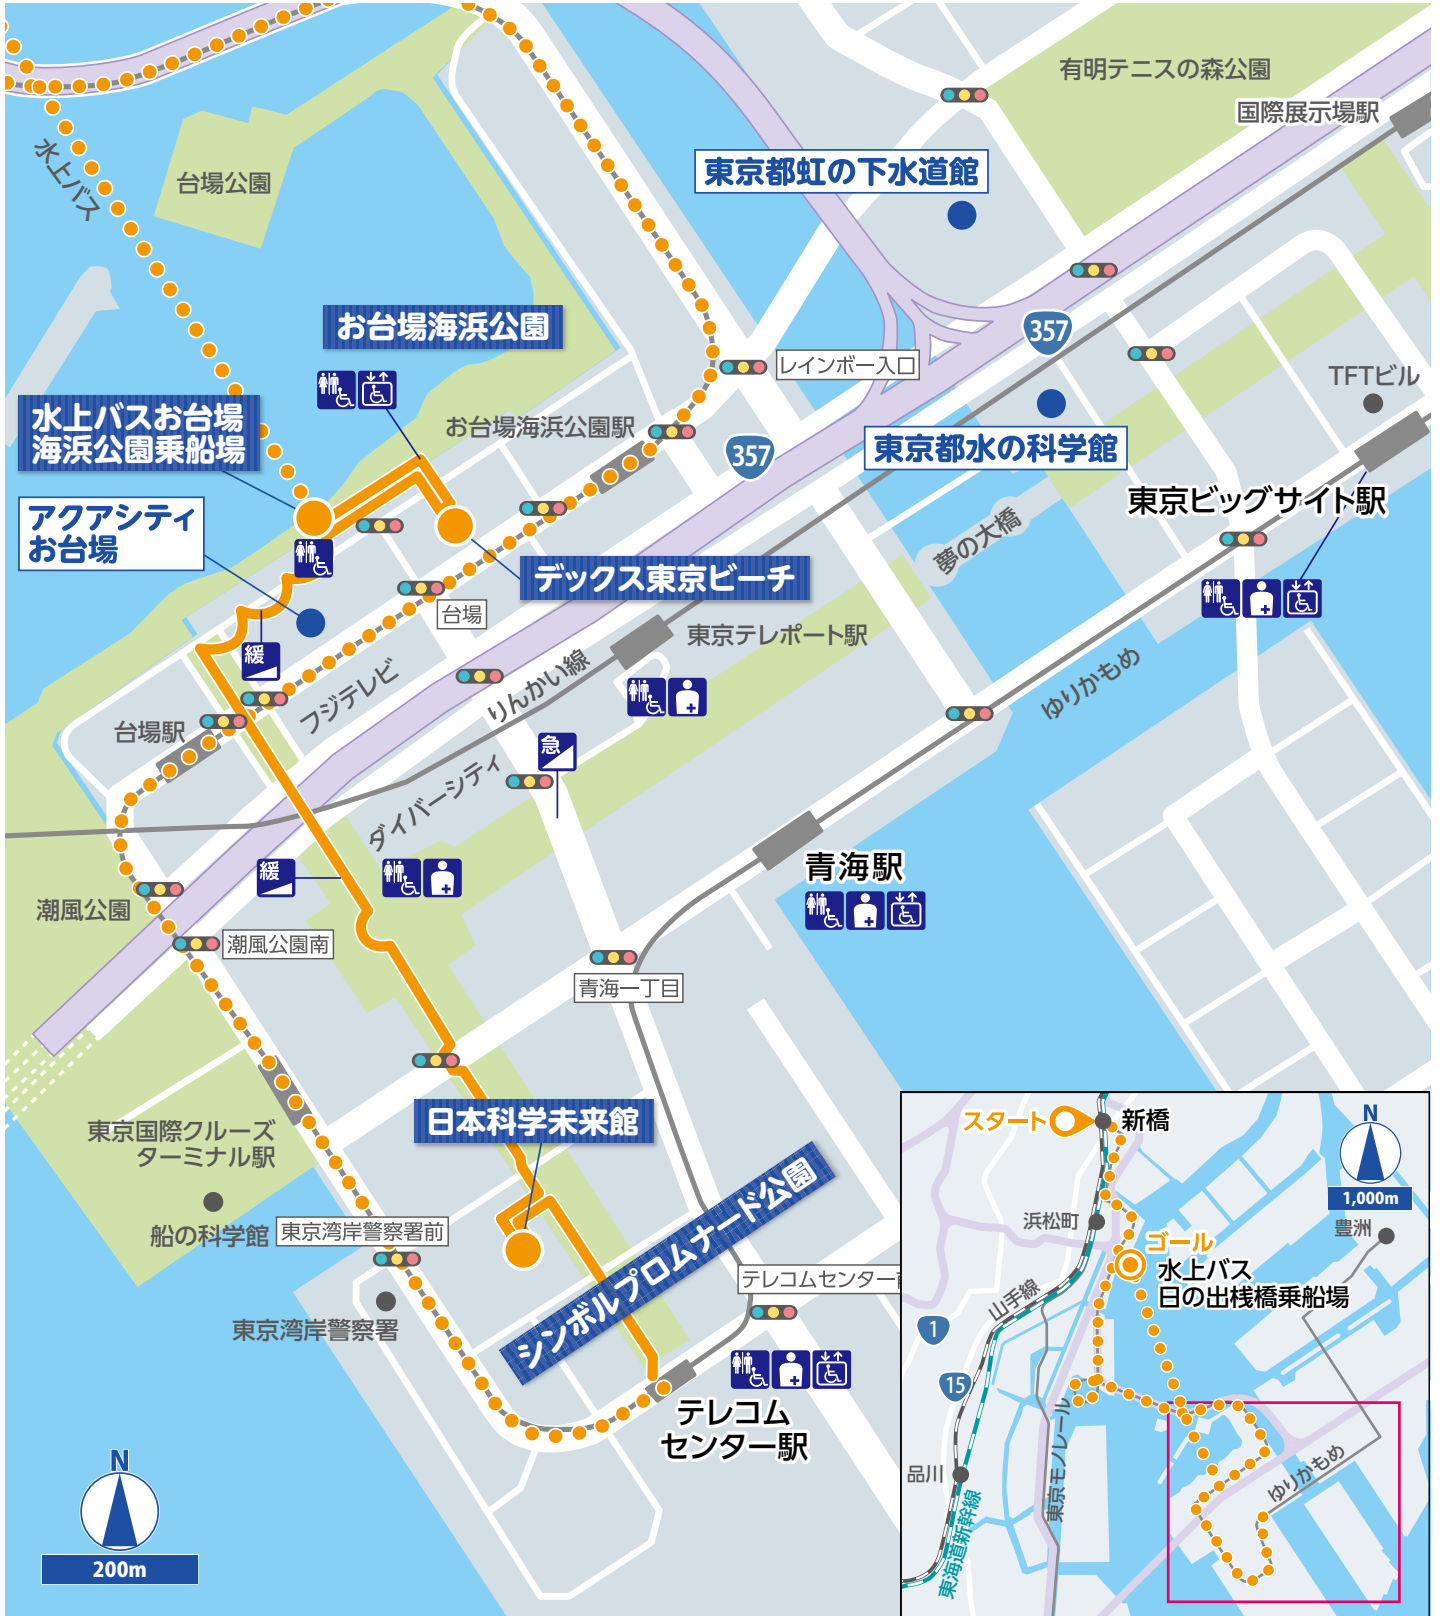 有明テニスの森公園
国際展示場駅
東京都虹の下水道館
水上バス
台場公園
お台場海浜公園
357
レインボー入口
TFTビル
水上バスお台場
海浜公園乗船場
お台場海浜公園駅
357
東京都水の科学館
東京ビッグサイト駅
アクアシティ
お台場
夢の大橋
デックス東京ビーチ
台場
東京テレポート駅
緩
フジテレビ
りんかい線
ゆりかもめ
台場駅
急
ダイバーシティ
緩
青海駅
潮風公園
潮風公園南
青海一丁目
日本科学未来館
東京国際クルーズ
ターミナル駅
船の科学館
東京湾岸警察署前
シンボルプロムナード公園
テレコムセンター前
東京湾岸警察署
テレコム
センター駅
N
200m
スタート
新橋
N
1,000m
浜松町
豊洲
ゴール
水上バス
日の出桟橋乗船場
山手線
1
15
東京モノレール
ゆりかもめ
品川
東海道新幹線